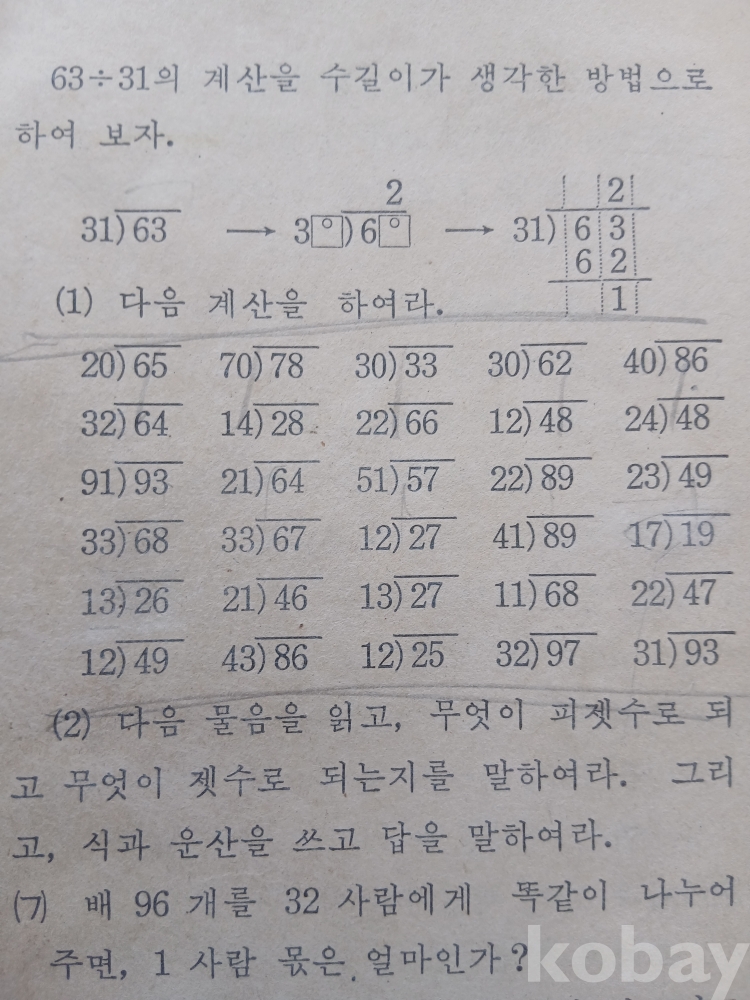 63÷31의 계산을 수길이가 생각한 방법으로
하여 보자.
2 2
31)63 → 3□)6□ → 31)63
62
(1) 다음 계산을 하여라. 1
20)65 70)78 30)33 30)62 40)86
32)64 14)28 22)66 12)48 24)48
91)93 21)64 51)57 22)89 23)49
33)68 33)67 12)27 41)89 17)19
13)26 21)46 13)27 11)68 22)47
12)49 43)86 12)25 32)97 31)93
(2) 다음 물음을 읽고, 무엇이 피젯수로 되
고 무엇이 젯수로 되는지를 말하여라. 그리
고, 식과 운산을 쓰고 답을 말하여라.
(ㄱ) 배 96 개를 32 사람에게 똑같이 나누어
주면, 1 사람 몫은 얼마인가?
kobay